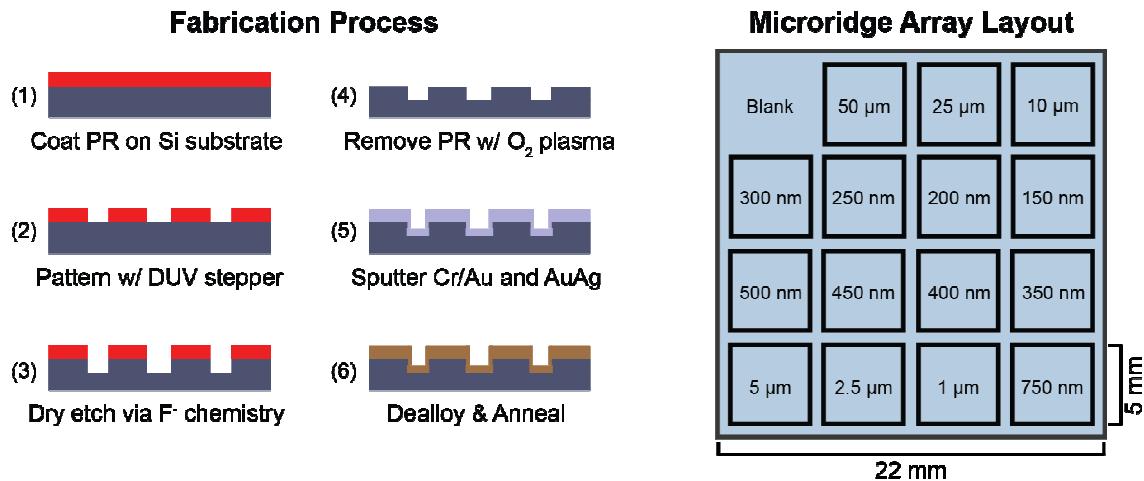 Fabrication Process
(1)
Coat PR on Si substrate
(2)
Pattern w/ DUV stepper
(3)
Dry etch via F⁻ chemistry
(4)
Remove PR w/ O₂ plasma
(5)
Sputter Cr/Au and AuAg
(6)
Dealloy & Anneal
Microridge Array Layout
Blank 50 µm 25 µm 10 µm
300 nm 250 nm 200 nm 150 nm
500 nm 450 nm 400 nm 350 nm
5 µm 2.5 µm 1 µm 750 nm
5 mm
22 mm